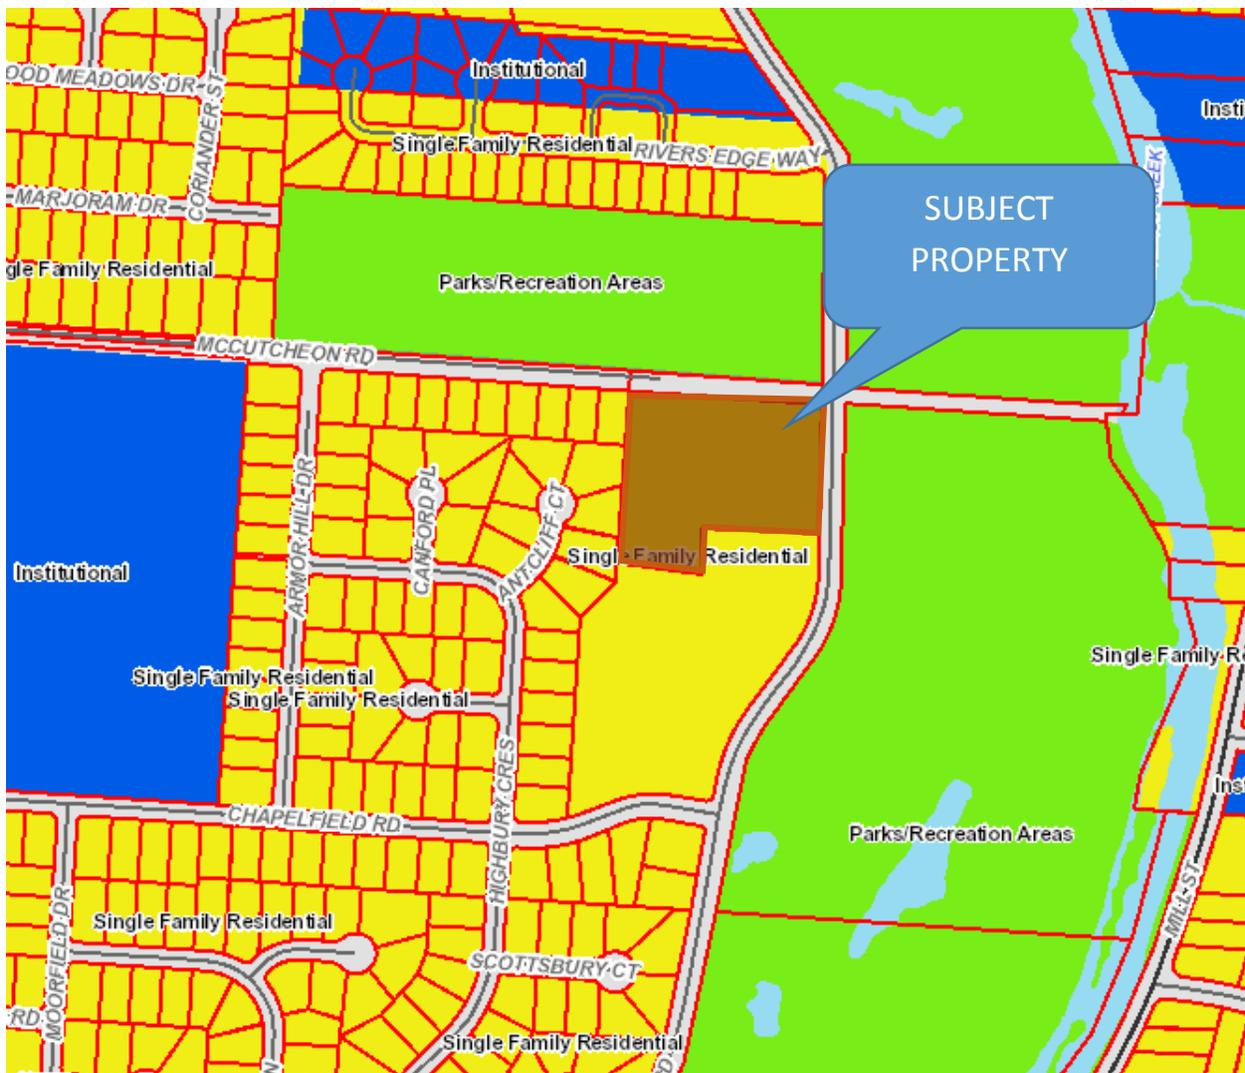 Institutional
OOD MEADOWS DR
CORIANDER ST
Single Family Residential
RIVERS EDGE WAY
Insti
MARJORAM DR
SUBJECT
PROPERTY
gle Family Residential
Parks/Recreation Areas
MCCUTCHEON RD
ARMOR HILL DR
CANFORD PL
ANTCLIFF CT
Single Family Residential
Institutional
Single Family Residential
Single Family Residential
Single Family R
HIGHBURY CRES
CHAPELFIELD RD
Inst
Parks/Recreation Areas
MILL ST
MOORFIELD DR
Single Family Residential
SCOTTSBURY CT
RD
Single Family Residential